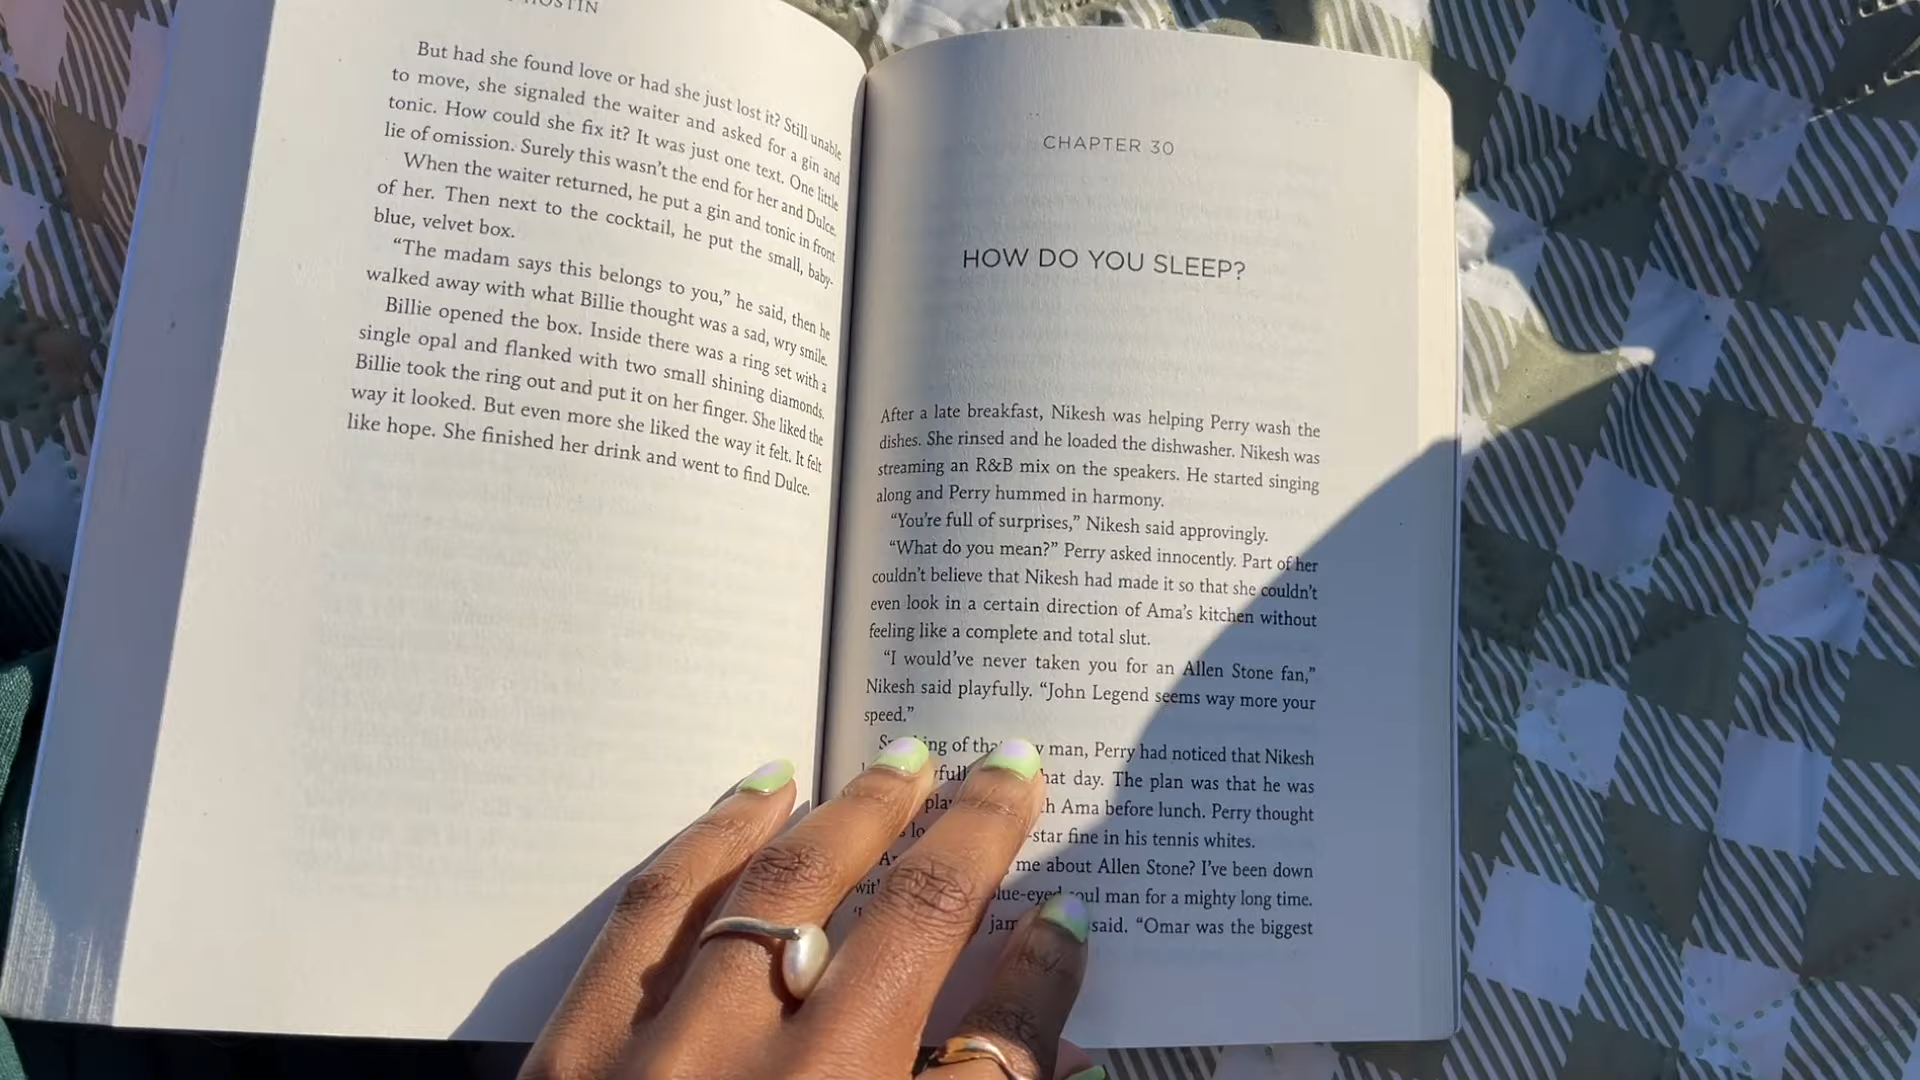 HOSTIN
But had she found love or had she just lost it? Still unable
to move, she signaled the waiter and asked for a gin and
tonic. How could she fix it? It was just one text. One little
lie of omission. Surely this wasn't the end for her and Dulce.
When the waiter returned, he put a gin and tonic in front
of her. Then next to the cocktail, he put the small, baby-
blue, velvet box.
“The madam says this belongs to you,” he said, then he
walked away with what Billie thought was a sad, wry smile.
Billie opened the box. Inside there was a ring set with a
single opal and flanked with two small shining diamonds.
Billie took the ring out and put it on her finger. She liked the
way it looked. But even more she liked the way it felt. It felt
like hope. She finished her drink and went to find Dulce.
CHAPTER 30
HOW DO YOU SLEEP?
After a late breakfast, Nikesh was helping Perry wash the
dishes. She rinsed and he loaded the dishwasher. Nikesh was
streaming an R&B mix on the speakers. He started singing
along and Perry hummed in harmony.
“You're full of surprises,” Nikesh said approvingly.
“What do you mean?” Perry asked innocently. Part of her
couldn't believe that Nikesh had made it so that she couldn't
even look in a certain direction of Ama's kitchen without
feeling like a complete and total slut.
“I would've never taken you for an Allen Stone fan,”
Nikesh said playfully. “John Legend seems way more your
speed.”
of man, Perry had noticed that Nikesh
day. The plan was that he was
Ama before lunch. Perry thought
-star fine in his tennis whites.
me about Allen Stone? I've been down
soul man for a mighty long time.
said. “Omar was the biggest